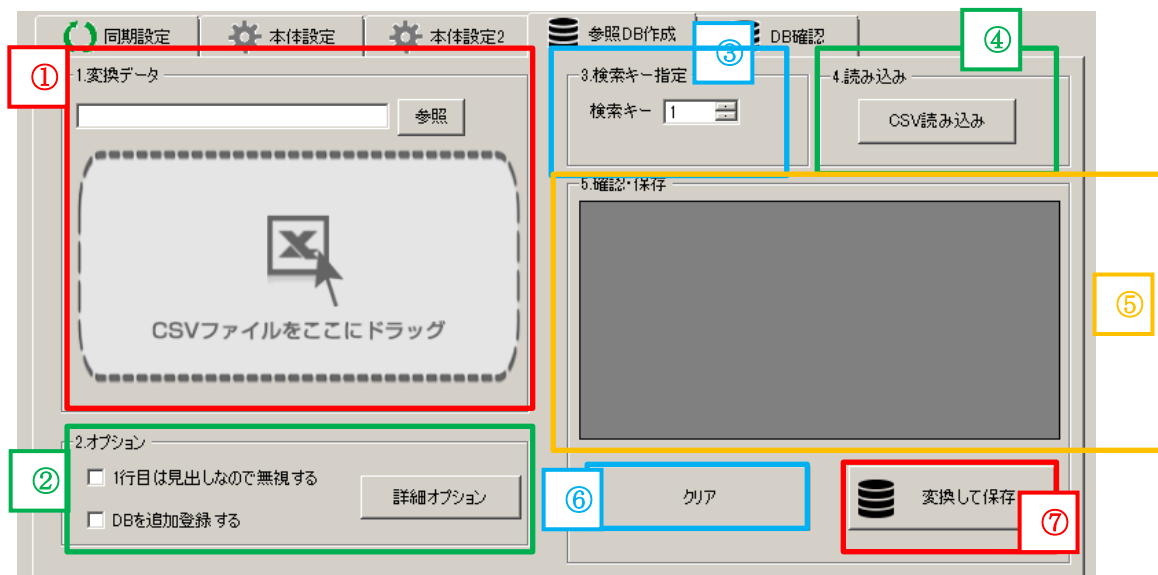 同期設定 本体設定 本体設定2 参照DB作成 DB確認
① 1.変換データ
参照
CSVファイルをここにドラッグ
② 2.オプション
1行目は見出しなので無視する
DBを追加登録する
詳細オプション
③ 3.検索キー指定
検索キー 1
④ 4.読み込み
CSV読み込み
⑤ 5.確認・保存
⑥ クリア
⑦ 変換して保存